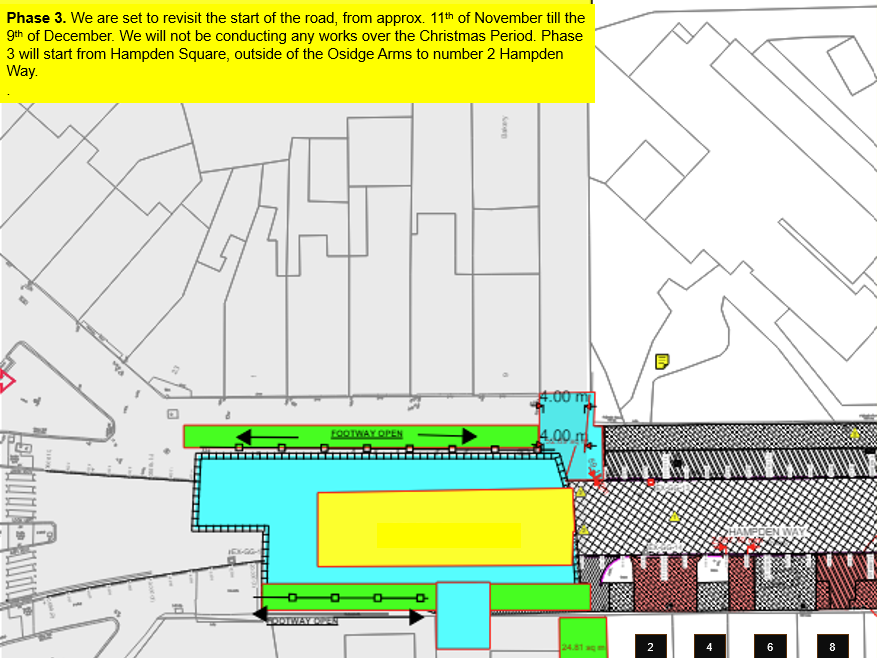 Phase 3. We are set to revisit the start of the road, from approx. 11th of November till the
9th of December. We will not be conducting any works over the Christmas Period. Phase
3 will start from Hampden Square, outside of the Osidge Arms to number 2 Hampden
Way.
.
Bakery
4.00 m
FOOTWAY OPEN
4.00 m
HAMPDEN WAY
FOOTWAY OPEN
24.81 sq m
2
4
6
8